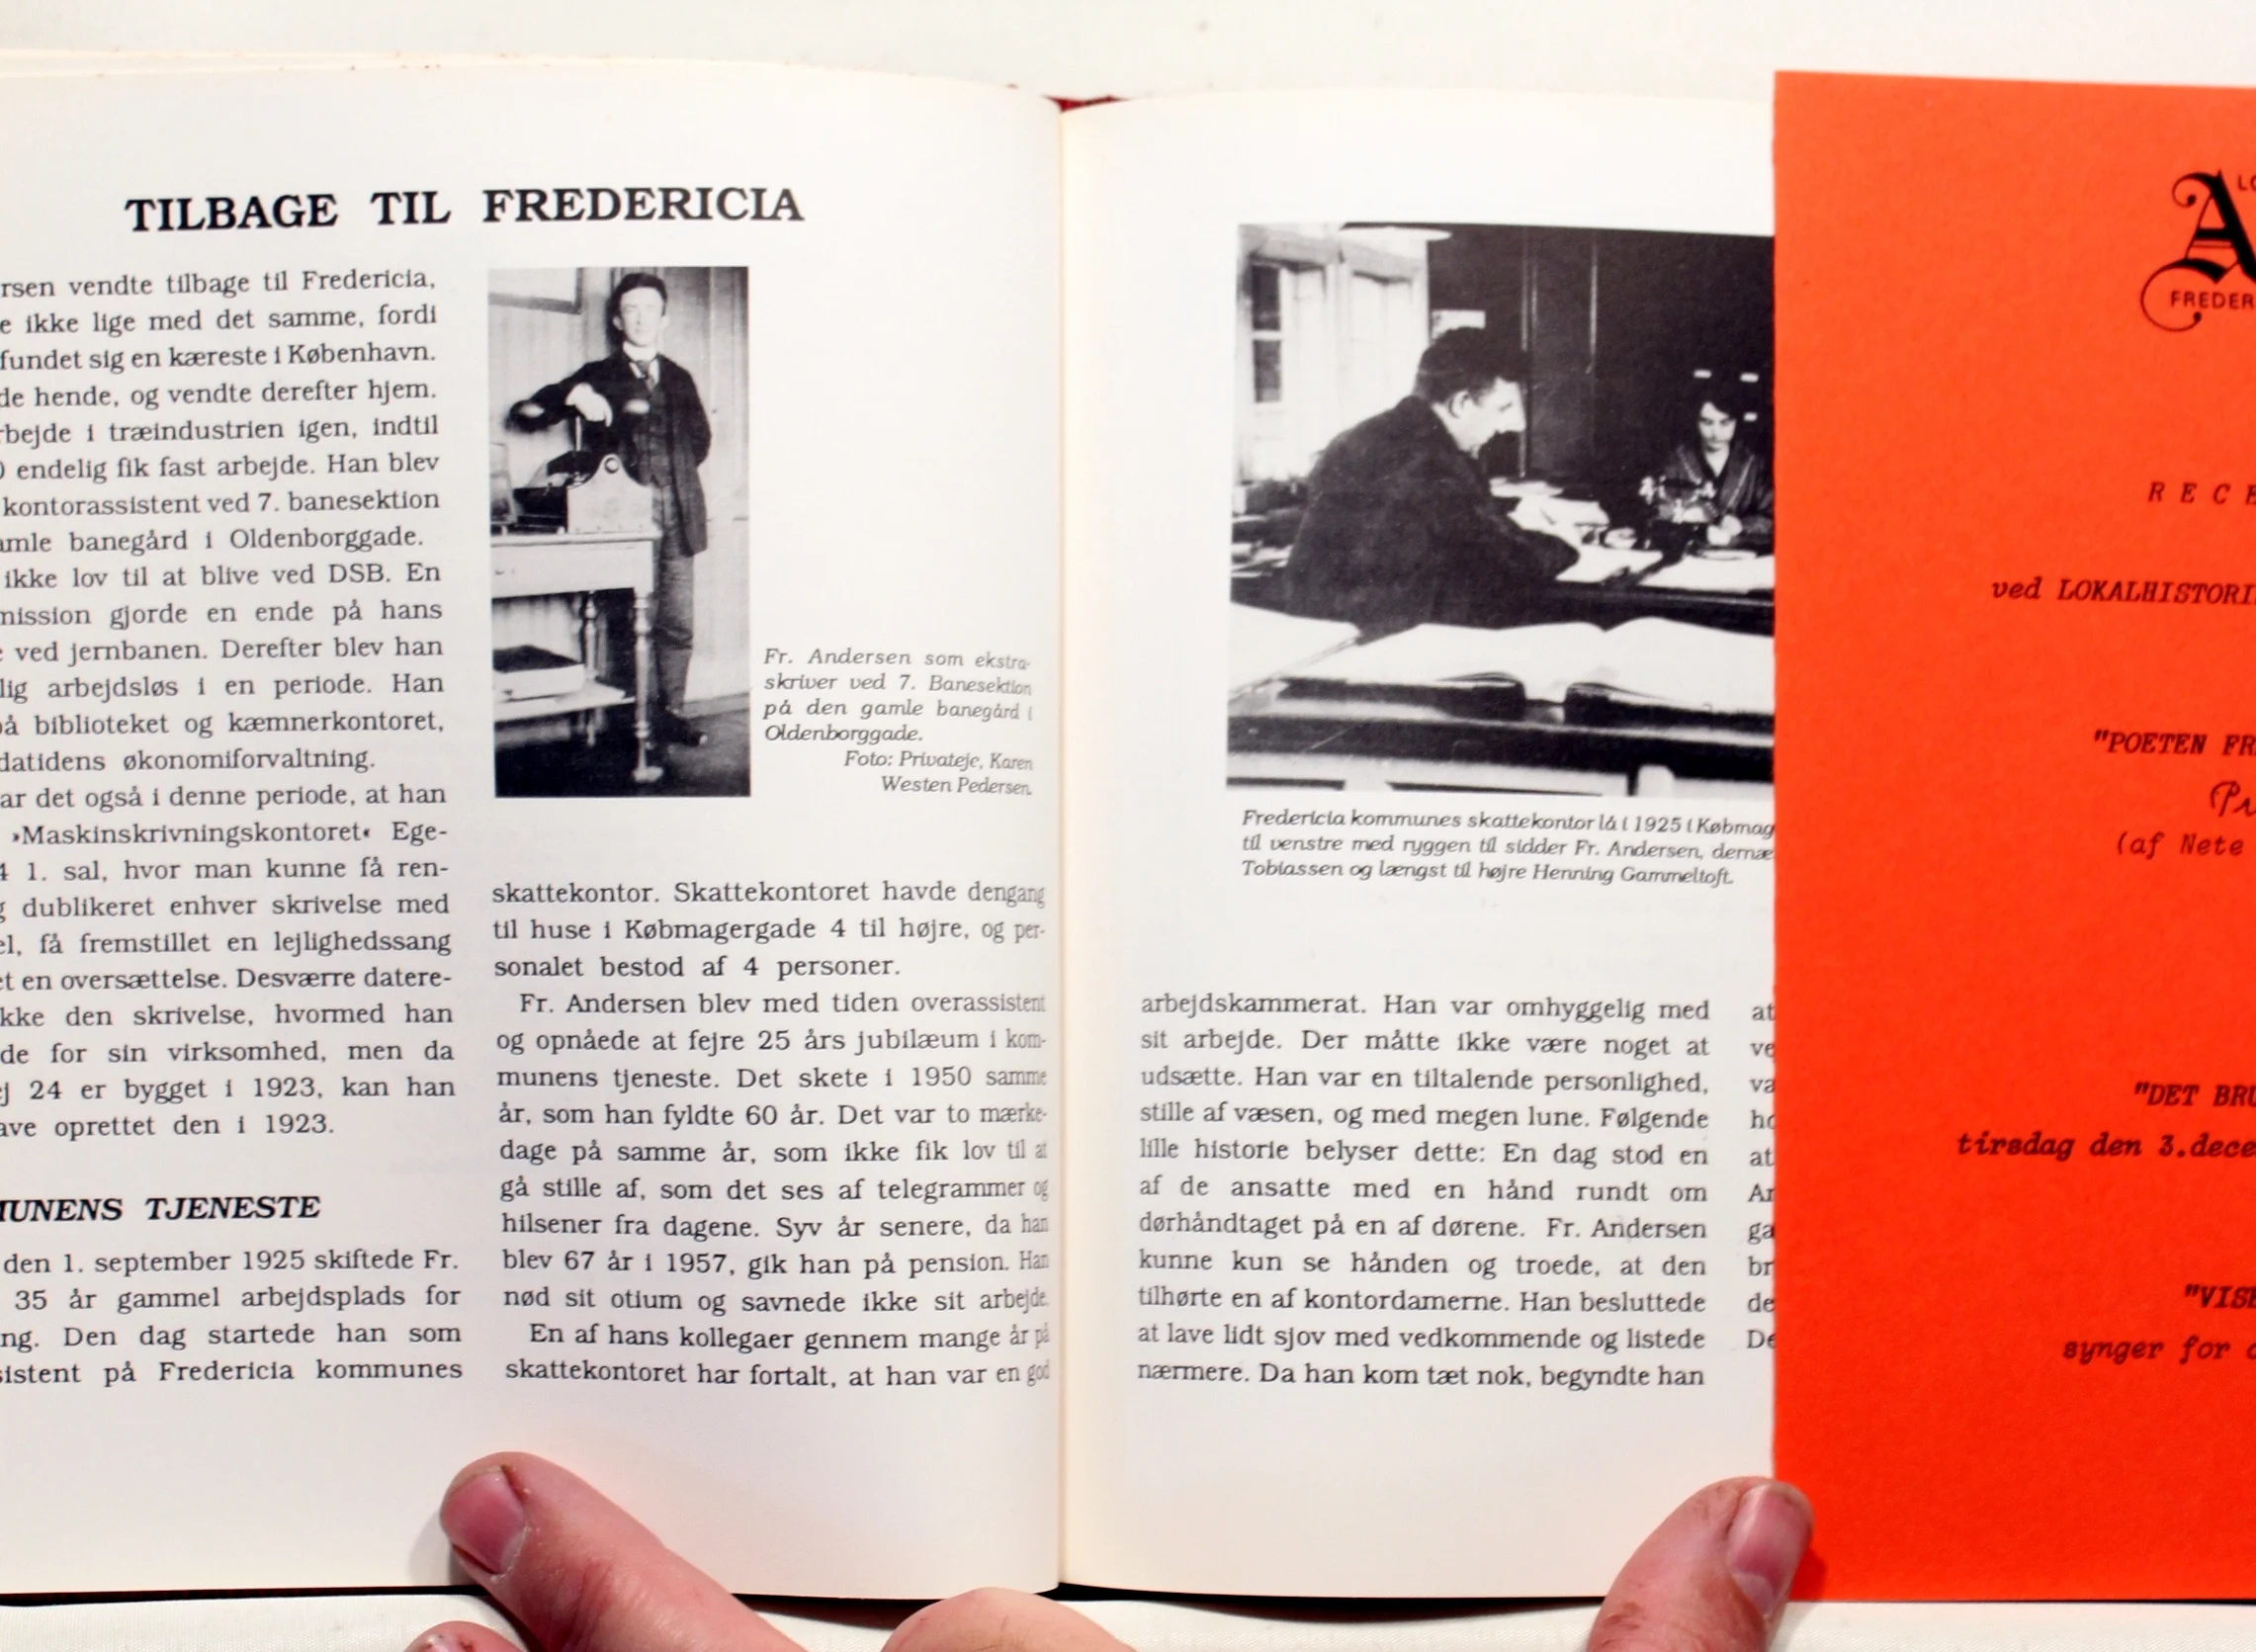 TILBAGE TIL FREDERICIA
vendte tilbage til Fredericia,
ikke lige med det samme, fordi
fundet sig en kæreste i København.
hende, og vendte derefter hjem.
i træindustrien igen, indtil
endelig fik fast arbejde. Han blev
kontorassistent ved 7. banesektion
banegård i Oldenborggade.
ikke lov til at blive ved DSB. En
gjorde en ende på hans
ved jernbanen. Derefter blev han
arbejdsløs i en periode. Han
biblioteket og kæmnerkontoret,
datidens økonomiforvaltning.
det også i denne periode, at han
»Maskinskrivningskontoret« Ege-
1. sal, hvor man kunne få ren-
dublikeret enhver skrivelse med
få fremstillet en lejlighedssang
en oversættelse. Desværre datere-
den skrivelse, hvormed han
for sin virksomhed, men da
24 er bygget i 1923, kan han
oprettet den i 1923.
MUNENS TJENESTE
den 1. september 1925 skiftede Fr.
35 år gammel arbejdsplads for
Den dag startede han som
på Fredericia kommunes
Fr. Andersen som ekstra-
skriver ved 7. Banesektion
på den gamle banegård i
Oldenborggade.
Foto: Privateje, Karen
Westen Pedersen.
skattekontor. Skattekontoret havde dengang
til huse i Købmagergade 4 til højre, og per-
sonalet bestod af 4 personer.
Fr. Andersen blev med tiden overassistent
og opnåede at fejre 25 års jubilæum i kom-
munens tjeneste. Det skete i 1950 samme
år, som han fyldte 60 år. Det var to mærke-
dage på samme år, som ikke fik lov til at
gå stille af, som det ses af telegrammer og
hilsener fra dagene. Syv år senere, da han
blev 67 år i 1957, gik han på pension. Han
nød sit otium og savnede ikke sit arbejde.
En af hans kollegaer gennem mange år på
skattekontoret har fortalt, at han var en god
Fredericia kommunes skattekontor lå i 1925 i Købmag
til venstre med ryggen til sidder Fr. Andersen, dernæ
Tobiassen og længst til højre Henning Gammeltoft.
arbejdskammerat. Han var omhyggelig med
sit arbejde. Der måtte ikke være noget at
udsætte. Han var en tiltalende personlighed,
stille af væsen, og med megen lune. Følgende
lille historie belyser dette: En dag stod en
af de ansatte med en hånd rundt om
dørhåndtaget på en af dørene. Fr. Andersen
kunne kun se hånden og troede, at den
tilhørte en af kontordamerne. Han besluttede
at lave lidt sjov med vedkommende og listede
nærmere. Da han kom tæt nok, begyndte han
at
ve
va
ho
at
An
ga
br
de
De
LO
A
FREDER
RECE
ved LOKALHISTORI
"POETEN FR
Pr
(af Nete
"DET BRU
tirsdag den 3.dece
"VISE
synger for